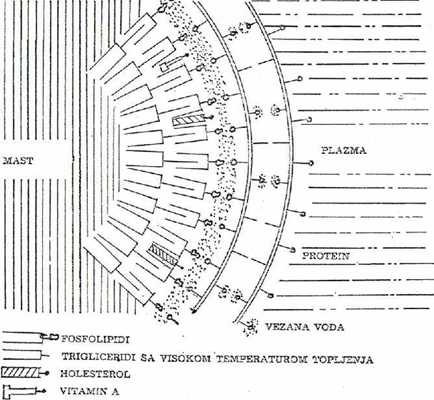 MAST
PLAZMA
PROTEIN
VEZANA VODA
FOSFOLIPIDI
TRIGLICERIDI SA VISOKOM TEMPERATUROM TOPLJENJA
HOLESTEROL
VITAMIN A